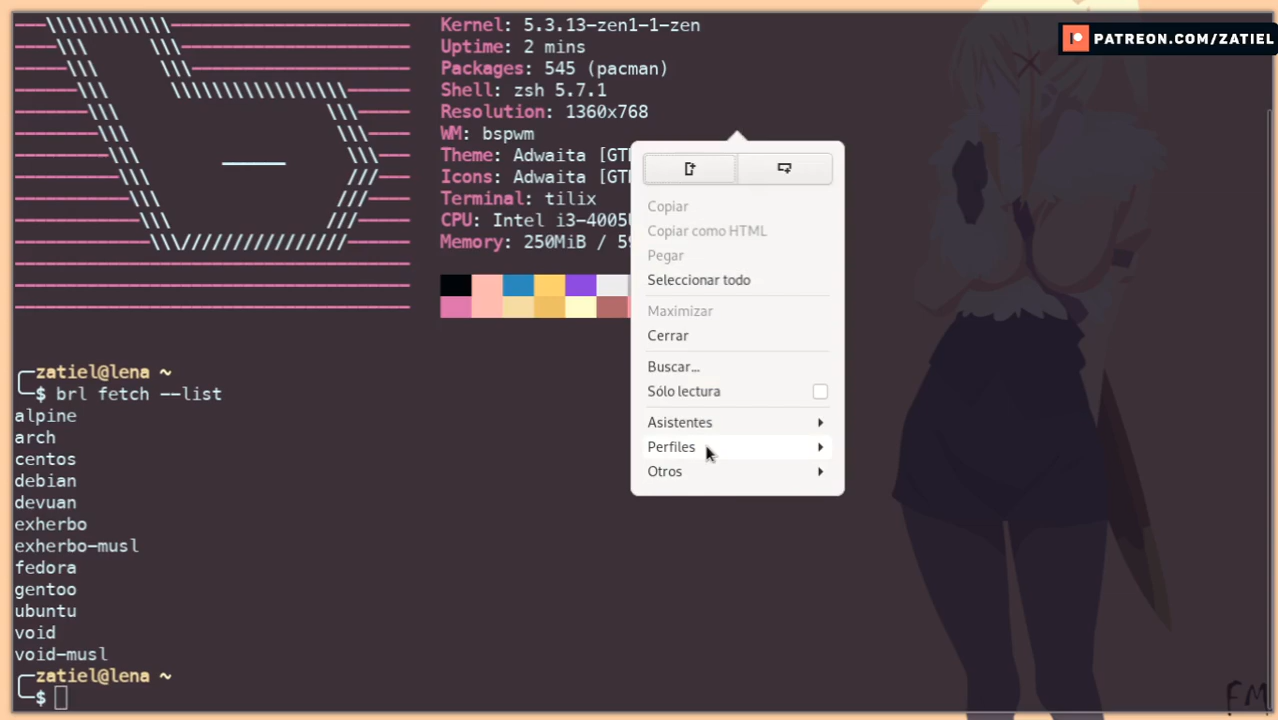 PATREON.COM/ZATIEL
Kernel: 5.3.13-zen1-1-zen
Uptime: 2 mins
Packages: 545 (pacman)
Shell: zsh 5.7.1
Resolution: 1360x768
WM: bspwm
Theme: Adwaita [GT
Icons: Adwaita [GT
Terminal: tilix
CPU: Intel i3-4005
Memory: 250MiB / 5
Copiar
Copiar como HTML
Pegar
Seleccionar todo
Maximizar
Cerrar
Buscar...
Sólo lectura
Asistentes
Perfiles
Otros
zatiel@lena ~
$ brl fetch --list
alpine
arch
centos
debian
devuan
exherbo
exherbo-musl
fedora
gentoo
ubuntu
void
void-musl
zatiel@lena ~
$
FM